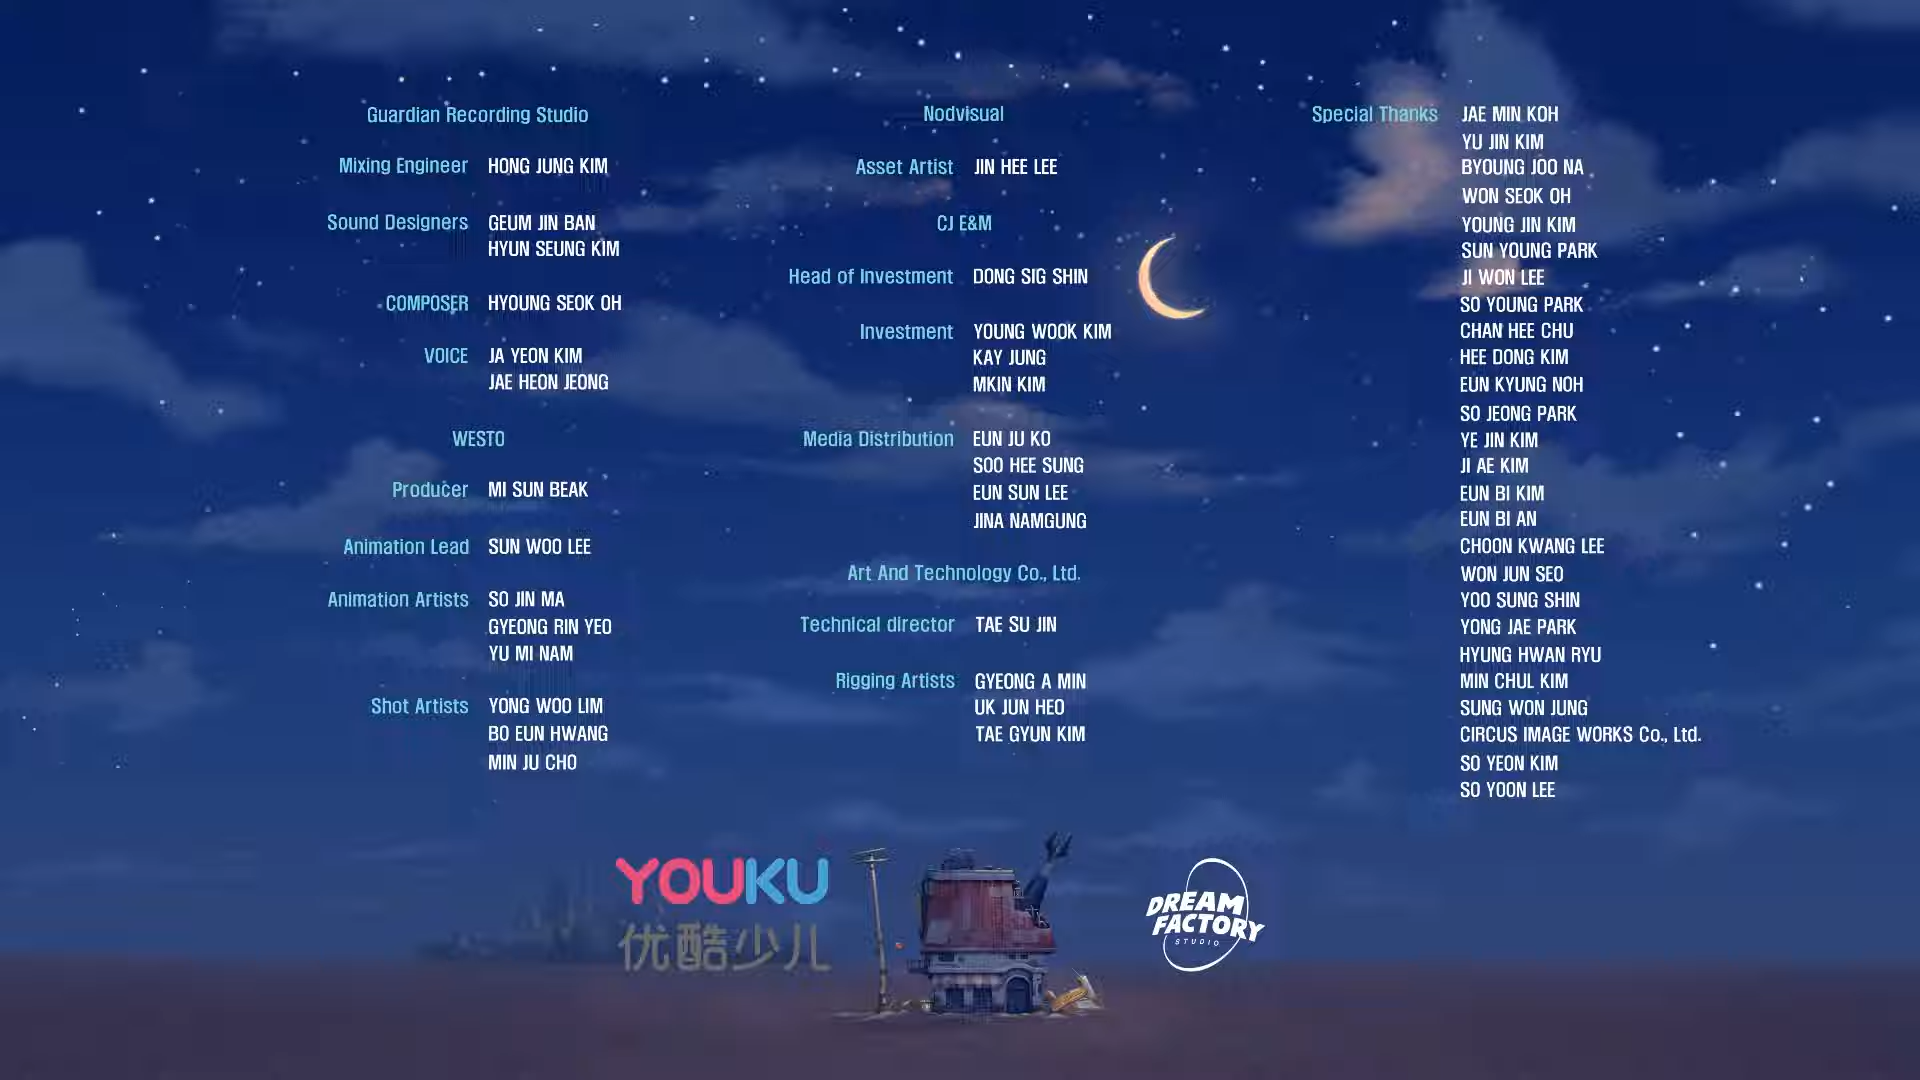 Guardian Recording Studio
Mixing Engineer HONG JUNG KIM
Sound Designers GEUM JIN BAN
HYUN SEUNG KIM
COMPOSER HYOUNG SEOK OH
VOICE JA YEON KIM
JAE HEON JEONG
WESTO
Producer MI SUN BEAK
Animation Lead SUN WOO LEE
Animation Artists SO JIN MA
GYEONG RIN YEO
YU MI NAM
Shot Artists YONG WOO LIM
BO EUN HWANG
MIN JU CHO
Nodvisual
Asset Artist JIN HEE LEE
CJ E&M
Head of Investment DONG SIG SHIN
Investment YOUNG WOOK KIM
KAY JUNG
MKIN KIM
Media Distribution EUN JU KO
SOO HEE SUNG
EUN SUN LEE
JINA NAMGUNG
Art And Technology Co., Ltd.
Technical director TAE SU JIN
Rigging Artists GYEONG A MIN
UK JUN HEO
TAE GYUN KIM
Special Thanks JAE MIN KOH
YU JIN KIM
BYOUNG JOO NA
WON SEOK OH
YOUNG JIN KIM
SUN YOUNG PARK
JI WON LEE
SO YOUNG PARK
CHAN HEE CHU
HEE DONG KIM
EUN KYUNG NOH
SO JEONG PARK
YE JIN KIM
JI AE KIM
EUN BI KIM
EUN BI AN
CHOON KWANG LEE
WON JUN SEO
YOO SUNG SHIN
YONG JAE PARK
HYUNG HWAN RYU
MIN CHUL KIM
SUNG WON JUNG
CIRCUS IMAGE WORKS Co., Ltd.
SO YEON KIM
SO YOON LEE
YOUKU
优酷少儿
DREAM
FACTORY
STUDIO